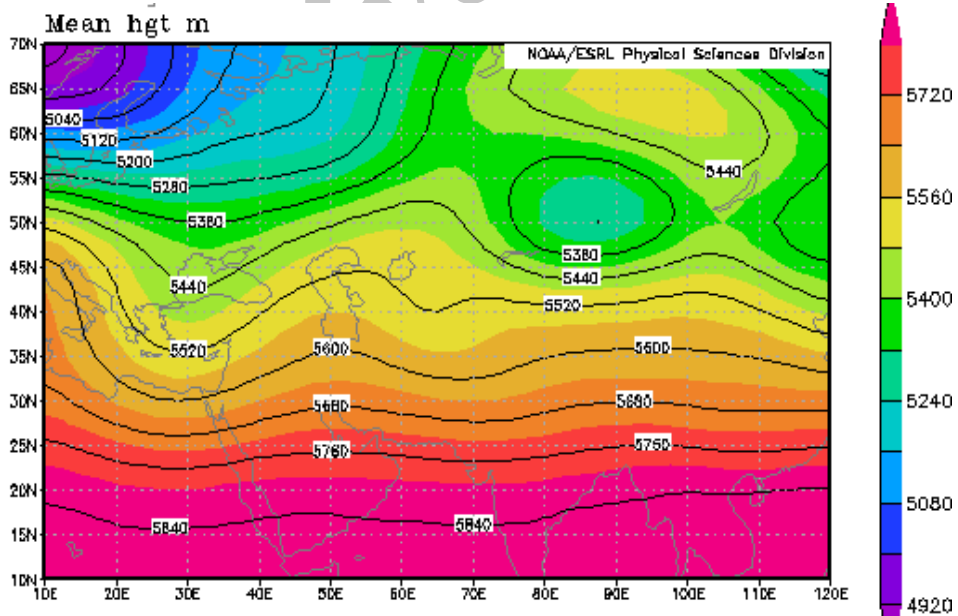 Mean hgt m
NOAA/ESRL Physical Sciences Division
70N
65N
60N
55N
50N
45N
40N
35N
30N
25N
20N
15N
10N
10E 20E 30E 40E 50E 60E 70E 80E 90E 100E 110E 120E
5040
5120
5200
5280
5380
5440
5520
5440
5380
5440
5520
5600
5600
5680
5680
5760
5760
5840
5840
5720
5560
5400
5240
5080
4920